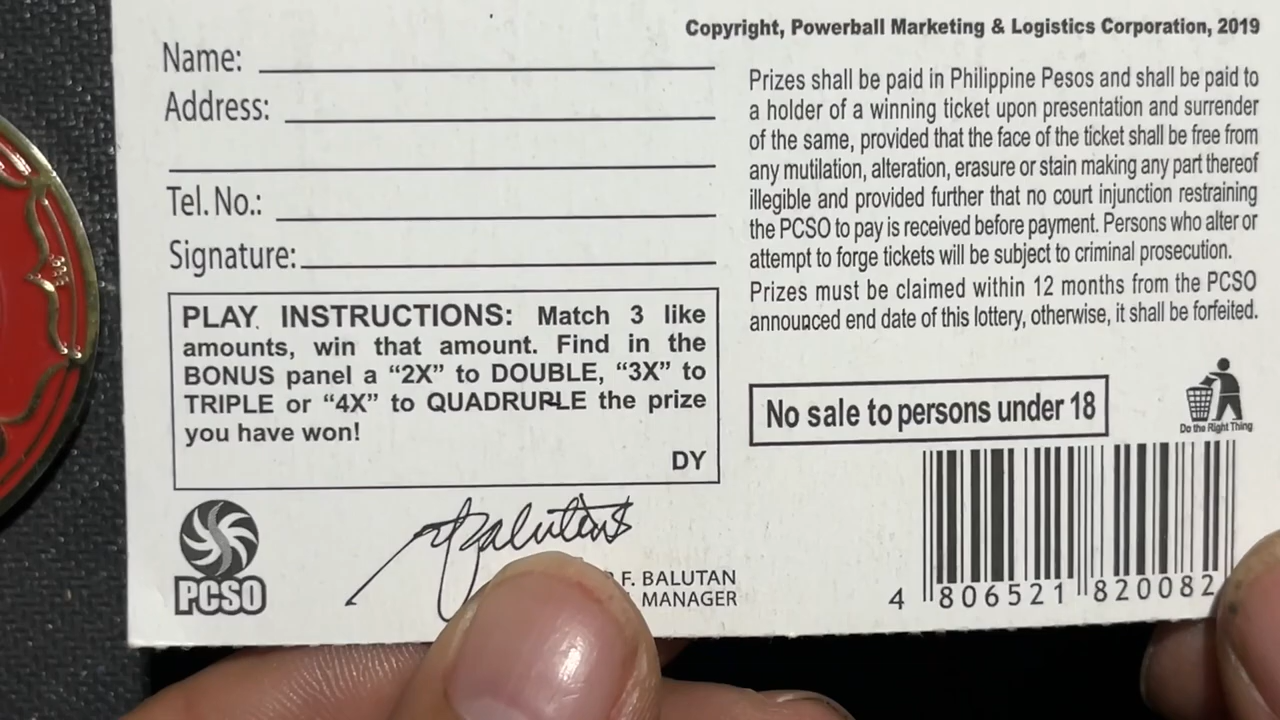 Copyright, Powerball Marketing & Logistics Corporation, 2019
Name:
Address:
Tel. No.:
Signature:
PLAY INSTRUCTIONS: Match 3 like
amounts, win that amount. Find in the
BONUS panel a “2X” to DOUBLE, “3X” to
TRIPLE or “4X” to QUADRUPLE the prize
you have won!
DY
PCSO
F. BALUTAN
MANAGER
Prizes shall be paid in Philippine Pesos and shall be paid to
a holder of a winning ticket upon presentation and surrender
of the same, provided that the face of the ticket shall be free from
any mutilation, alteration, erasure or stain making any part thereof
illegible and provided further that no court injunction restraining
the PCSO to pay is received before payment. Persons who alter or
attempt to forge tickets will be subject to criminal prosecution.
Prizes must be claimed within 12 months from the PCSO
announced end date of this lottery, otherwise, it shall be forfeited.
No sale to persons under 18
Do the Right Thing
4 806521 820082